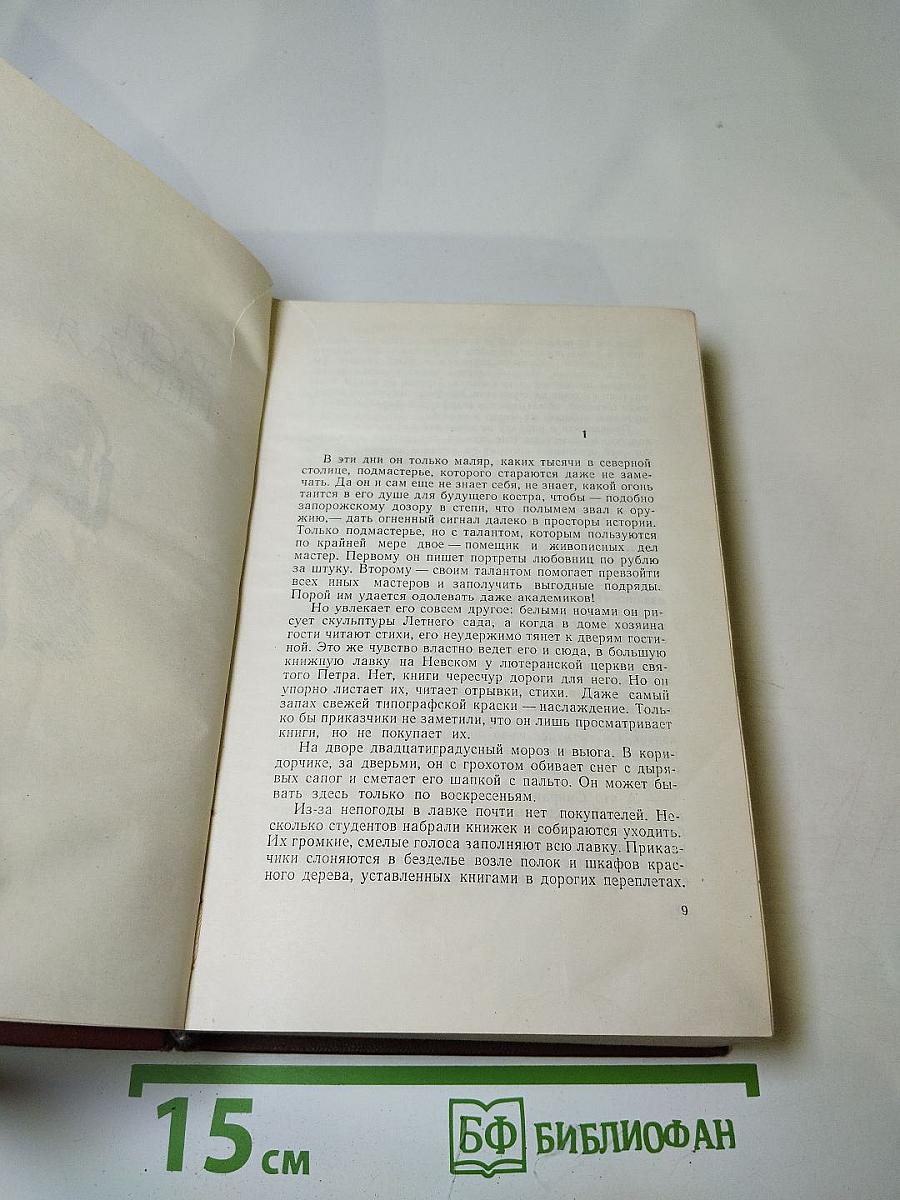 1
В эти дни он только маляр, каких тысячи в северной
столице, подмастерье, которого стараются даже не заме-
чать. Да он и сам еще не знает себя, не знает, какой огонь
таится в его душе для будущего костра, чтобы — подобно
запорожскому дозору в степи, что полымем звал к ору-
жию, — дать огненный сигнал далеко в просторы истории.
Только подмастерье, но с талантом, которым пользуются
по крайней мере двое — помещик и живописных дел
мастер. Первому он пишет портреты любовниц по рублю
за штуку. Второму — своим талантом помогает превзойти
всех иных мастеров и заполучить выгодные подряды.
Порой им удается одолевать даже академиков!
Но увлекает его совсем другое: белыми ночами он ри-
сует скульптуры Летнего сада, а когда в доме хозяина
гости читают стихи, его неудержимо тянет к дверям гости-
ной. Это же чувство властно ведет его и сюда, в большую
книжную лавку на Невском у лютеранской церкви свя-
того Петра. Нет, книги чересчур дороги для него. Но он
упорно листает их, читает отрывки, стихи. Даже самый
запах свежей типографской краски — наслаждение. Толь-
ко бы приказчики не заметили, что он лишь просматривает
книги, но не покупает их.
На дворе двадцатиградусный мороз и вьюга. В кори-
дорчике, за дверьми, он с грохотом обивает снег с дыря-
вых сапог и сметает его шапкой с пальто. Он может бы-
вать здесь только по воскресеньям.
Из-за непогоды в лавке почти нет покупателей. Не-
сколько студентов набрали книжек и собираются уходить.
Их громкие, смелые голоса заполняют всю лавку. Приказ-
чики слоняются в безделье возле полок и шкафов крас-
ного дерева, уставленных книгами в дорогих переплетах.
9
15 см
БФ БИБЛИОФАН